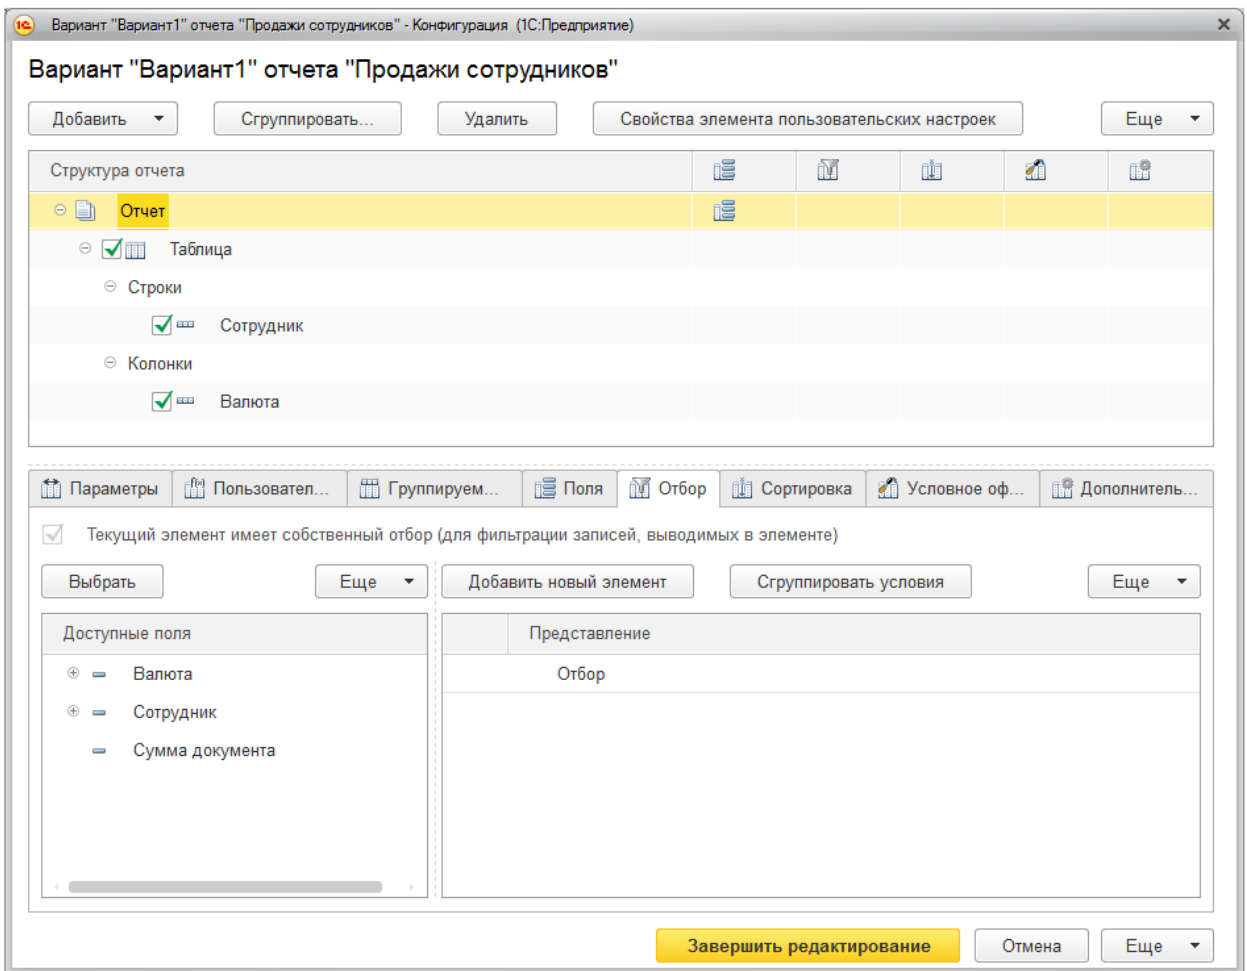 Вариант "Вариант1" отчета "Продажи сотрудников" - Конфигурация (1С:Предприятие)
Вариант "Вариант1" отчета "Продажи сотрудников"
Добавить Сгруппировать... Удалить Свойства элемента пользовательских настроек Еще
Структура отчета
Отчет
Таблица
Строки
Сотрудник
Колонки
Валюта
Параметры Пользовател... Группируем... Поля Отбор Сортировка Условное оф... Дополнитель...
Текущий элемент имеет собственный отбор (для фильтрации записей, выводимых в элементе)
Выбрать Еще Добавить новый элемент Сгруппировать условия Еще
Доступные поля Представление
Валюта Отбор
Сотрудник
Сумма документа
Завершить редактирование Отмена Еще